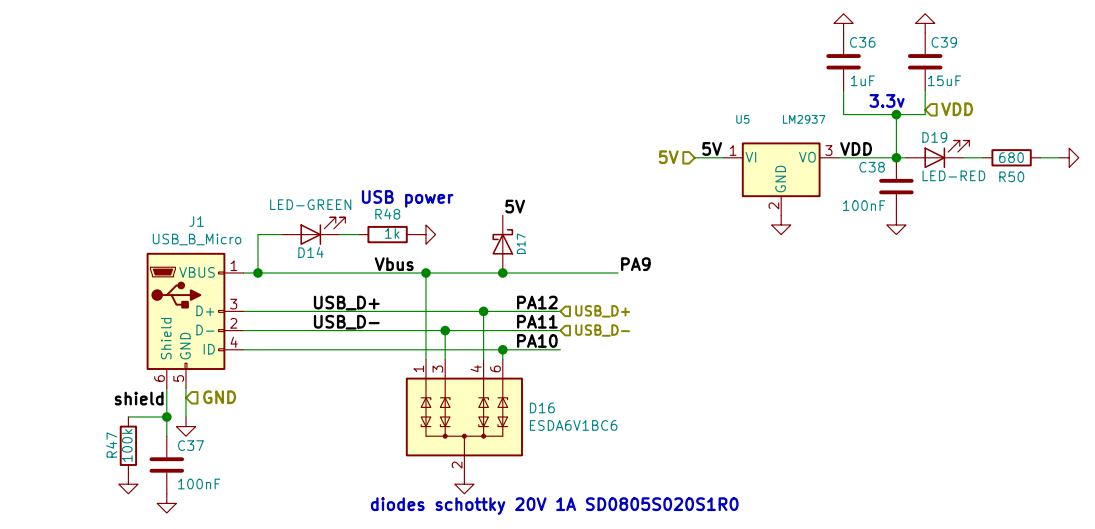 C36
C39
1uF
15uF
3.3v
VDD
U5
LM2937
D19
5V
5V
1
VI
VO
3
VDD
680
GND
C38
LED-RED
R50
2
100nF
USB power
LED-GREEN
R48
5V
J1
1k
USB_B_Micro
D14
D17
VBUS
1
Vbus
PA9
D+
3
USB_D+
PA12
USB_D+
D-
2
USB_D-
PA11
USB_D-
ID
4
PA10
Shield
GND
6
5
1
3
4
6
shield
GND
D16
ESDA6V1BC6
R47
100k
C37
2
100nF
diodes schottky 20V 1A SD0805S020S1R0